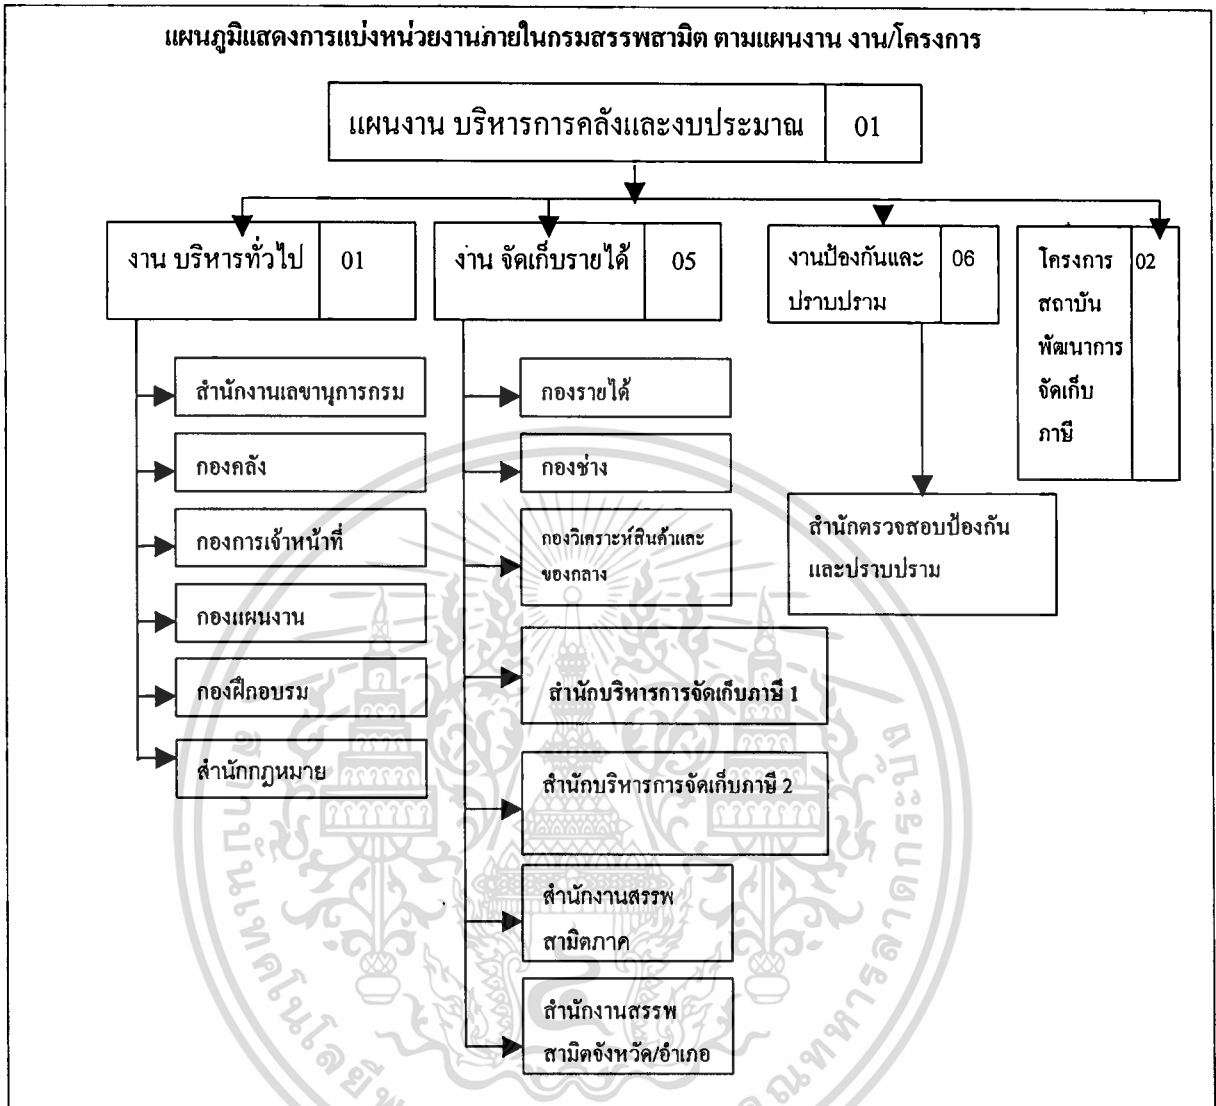 แผนภูมิแสดงการแบ่งหน่วยงานภายในกรมสรรพสามิต ตามแผนงาน งาน/โครงการ
แผนงาน บริหารการคลังและงบประมาณ 01
งาน บริหารทั่วไป 01
สำนักงานเลขานุการกรม
กองคลัง
กองการเจ้าหน้าที่
กองแผนงาน
กองฝึกอบรม
สำนักกฎหมาย
งาน จัดเก็บรายได้ 05
กองรายได้
กองช่าง
กองวิเคราะห์สินค้าและ
ของกลาง
สำนักบริหารการจัดเก็บภาษี 1
สำนักบริหารการจัดเก็บภาษี 2
สำนักงานสรรพ
สามิตภาค
สำนักงานสรรพ
สามิตจังหวัด/อำเภอ
งานป้องกันและ 06
ปราบปราม
สำนักตรวจสอบป้องกัน
และปราบปราม
โครงการ 02
สถาบัน
พัฒนาการ
จัดเก็บ
ภาษี